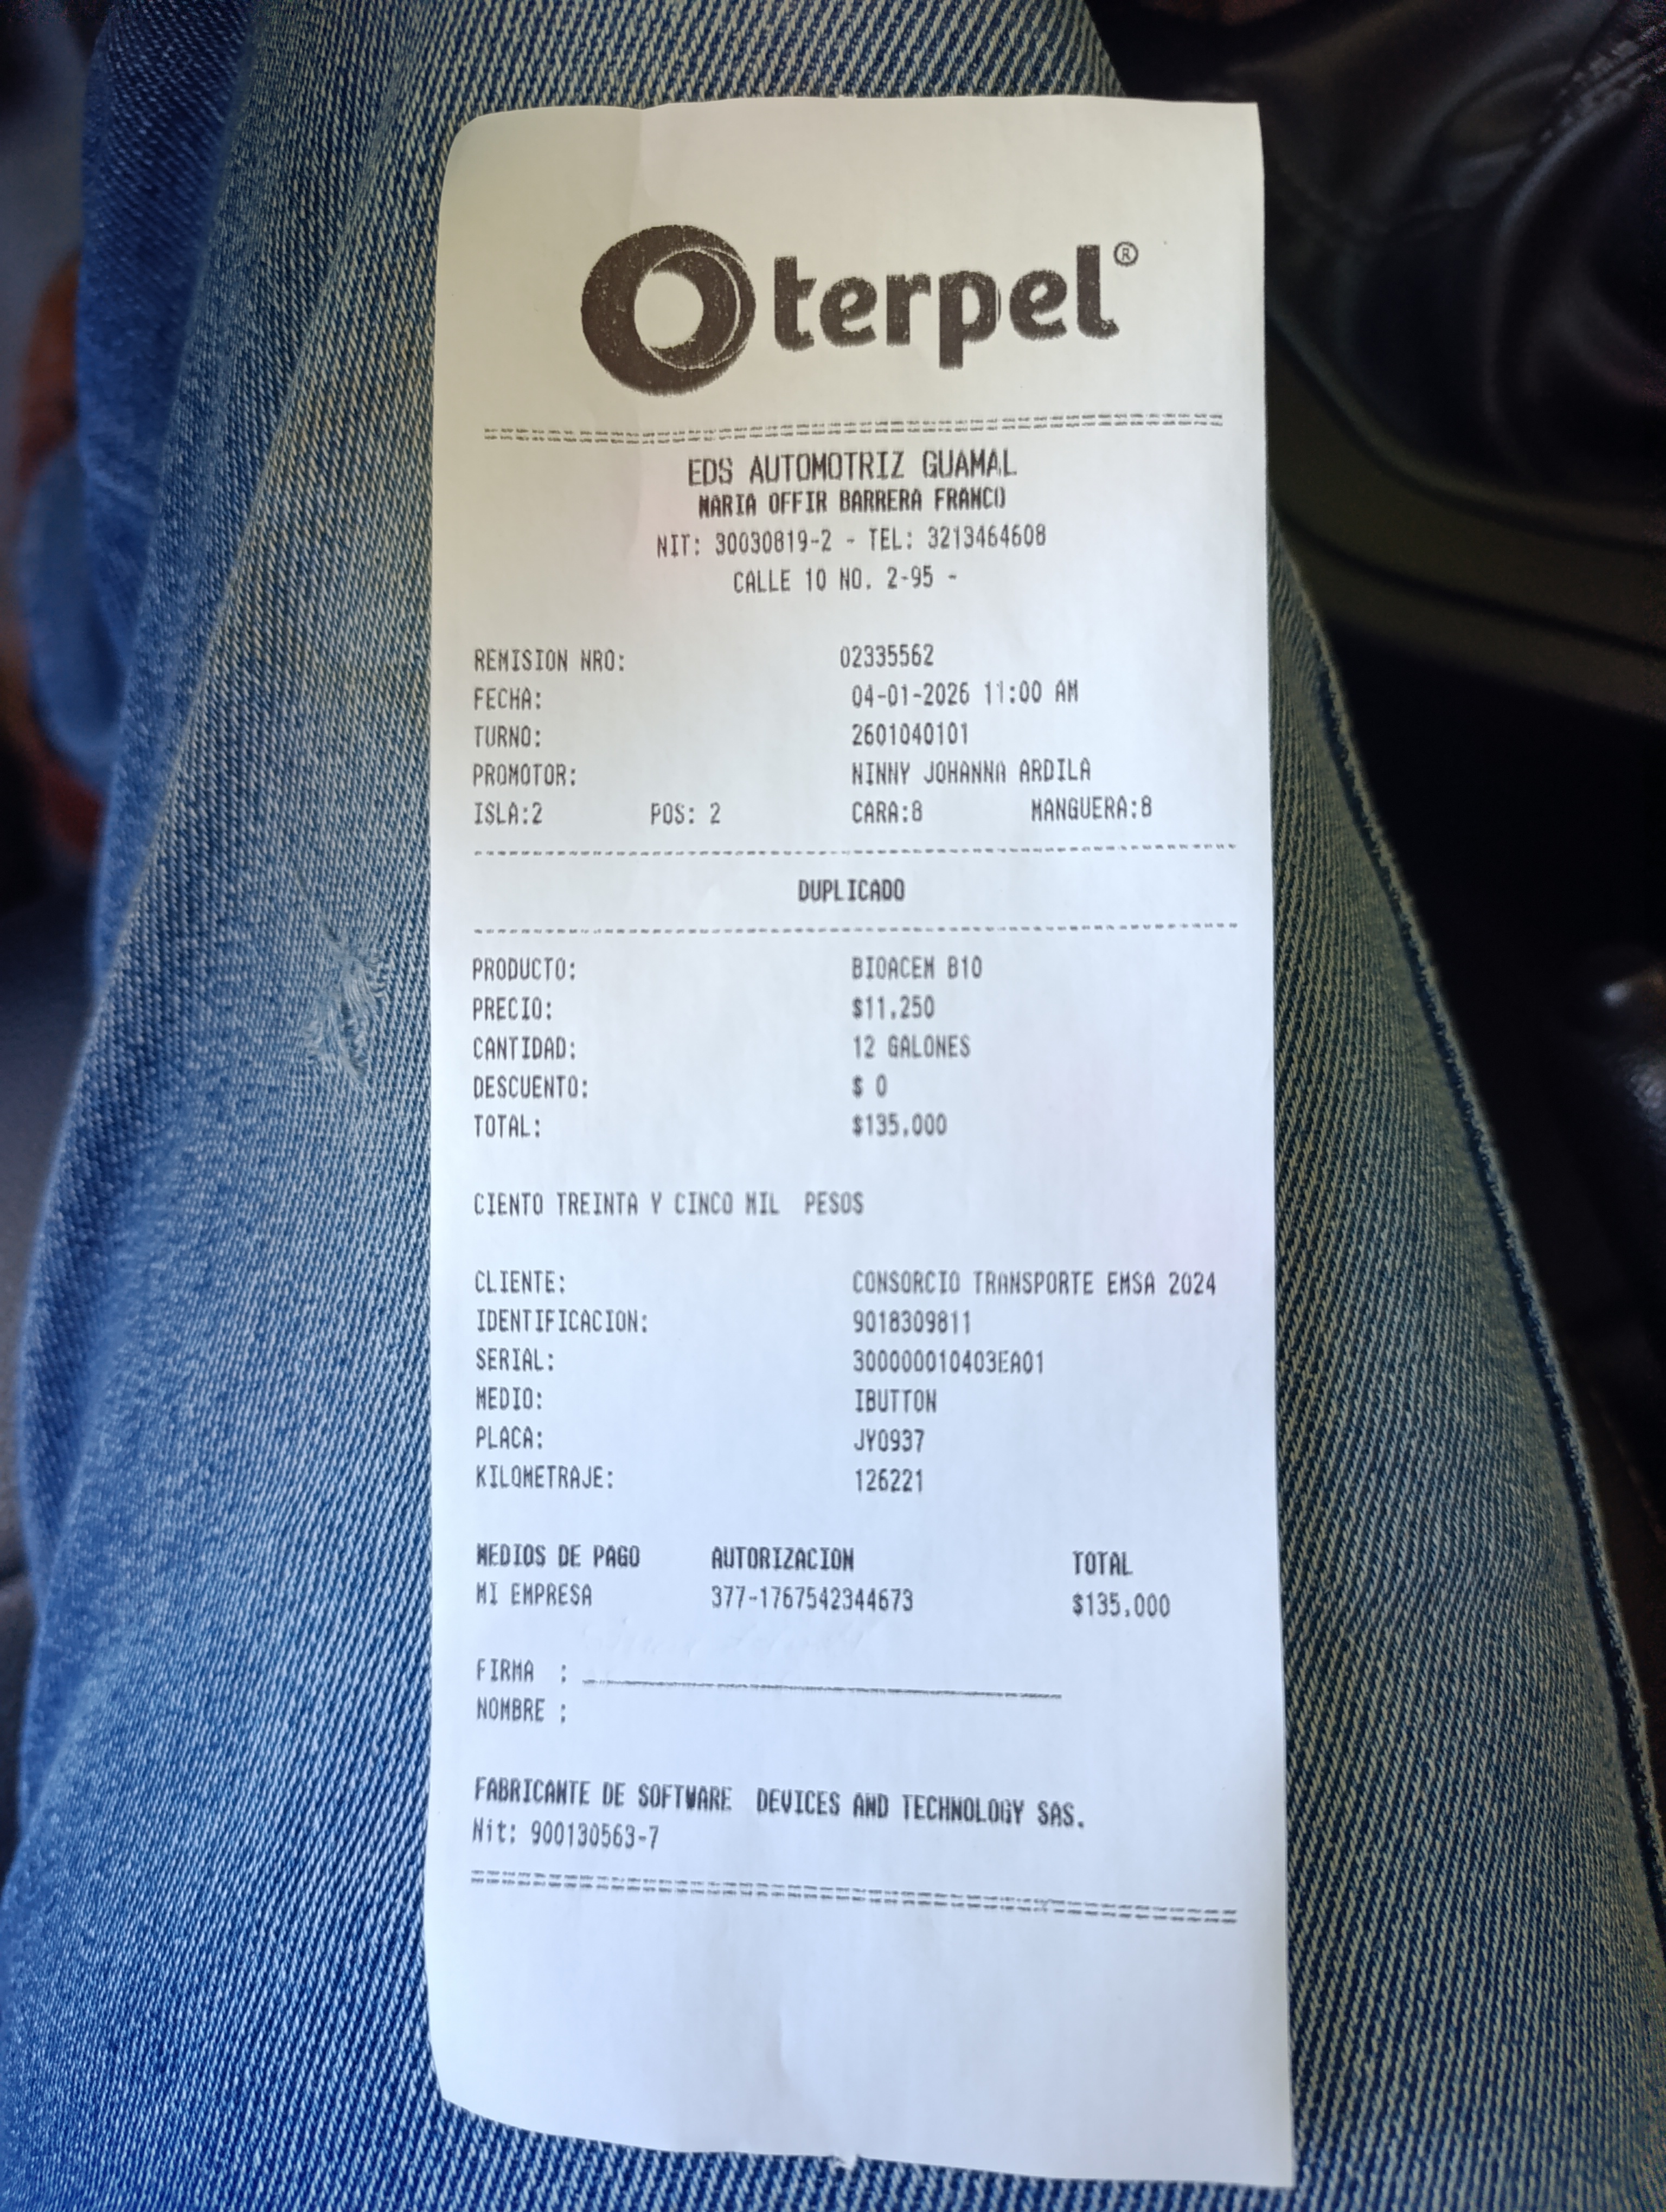 terpel®
EDS AUTOMOTRIZ GUAMAL
MARIA OFFIR BARRERA FRANCO
NIT: 30030819-2 - TEL: 3213464608
CALLE 10 NO. 2-95 -
REMISION NRO: 02335562
FECHA: 04-01-2026 11:00 AM
TURNO: 2601040101
PROMOTOR: NINNY JOHANNA ARDILA
ISLA:2 POS: 2 CARA:8 MANGUERA:8
DUPLICADO
PRODUCTO: BIOACEM B10
PRECIO: $11,250
CANTIDAD: 12 GALONES
DESCUENTO: $ 0
TOTAL: $135,000
CIENTO TREINTA Y CINCO MIL PESOS
CLIENTE: CONSORCIO TRANSPORTE EMSA 2024
IDENTIFICACION: 9018309811
SERIAL: 300000010403EA01
MEDIO: IBUTTON
PLACA: JYO937
KILOMETRAJE: 126221
MEDIOS DE PAGO AUTORIZACION TOTAL
MI EMPRESA 377-1767542344673 $135,000
FIRMA :
NOMBRE :
FABRICANTE DE SOFTWARE DEVICES AND TECHNOLOGY SAS.
Nit: 900130563-7